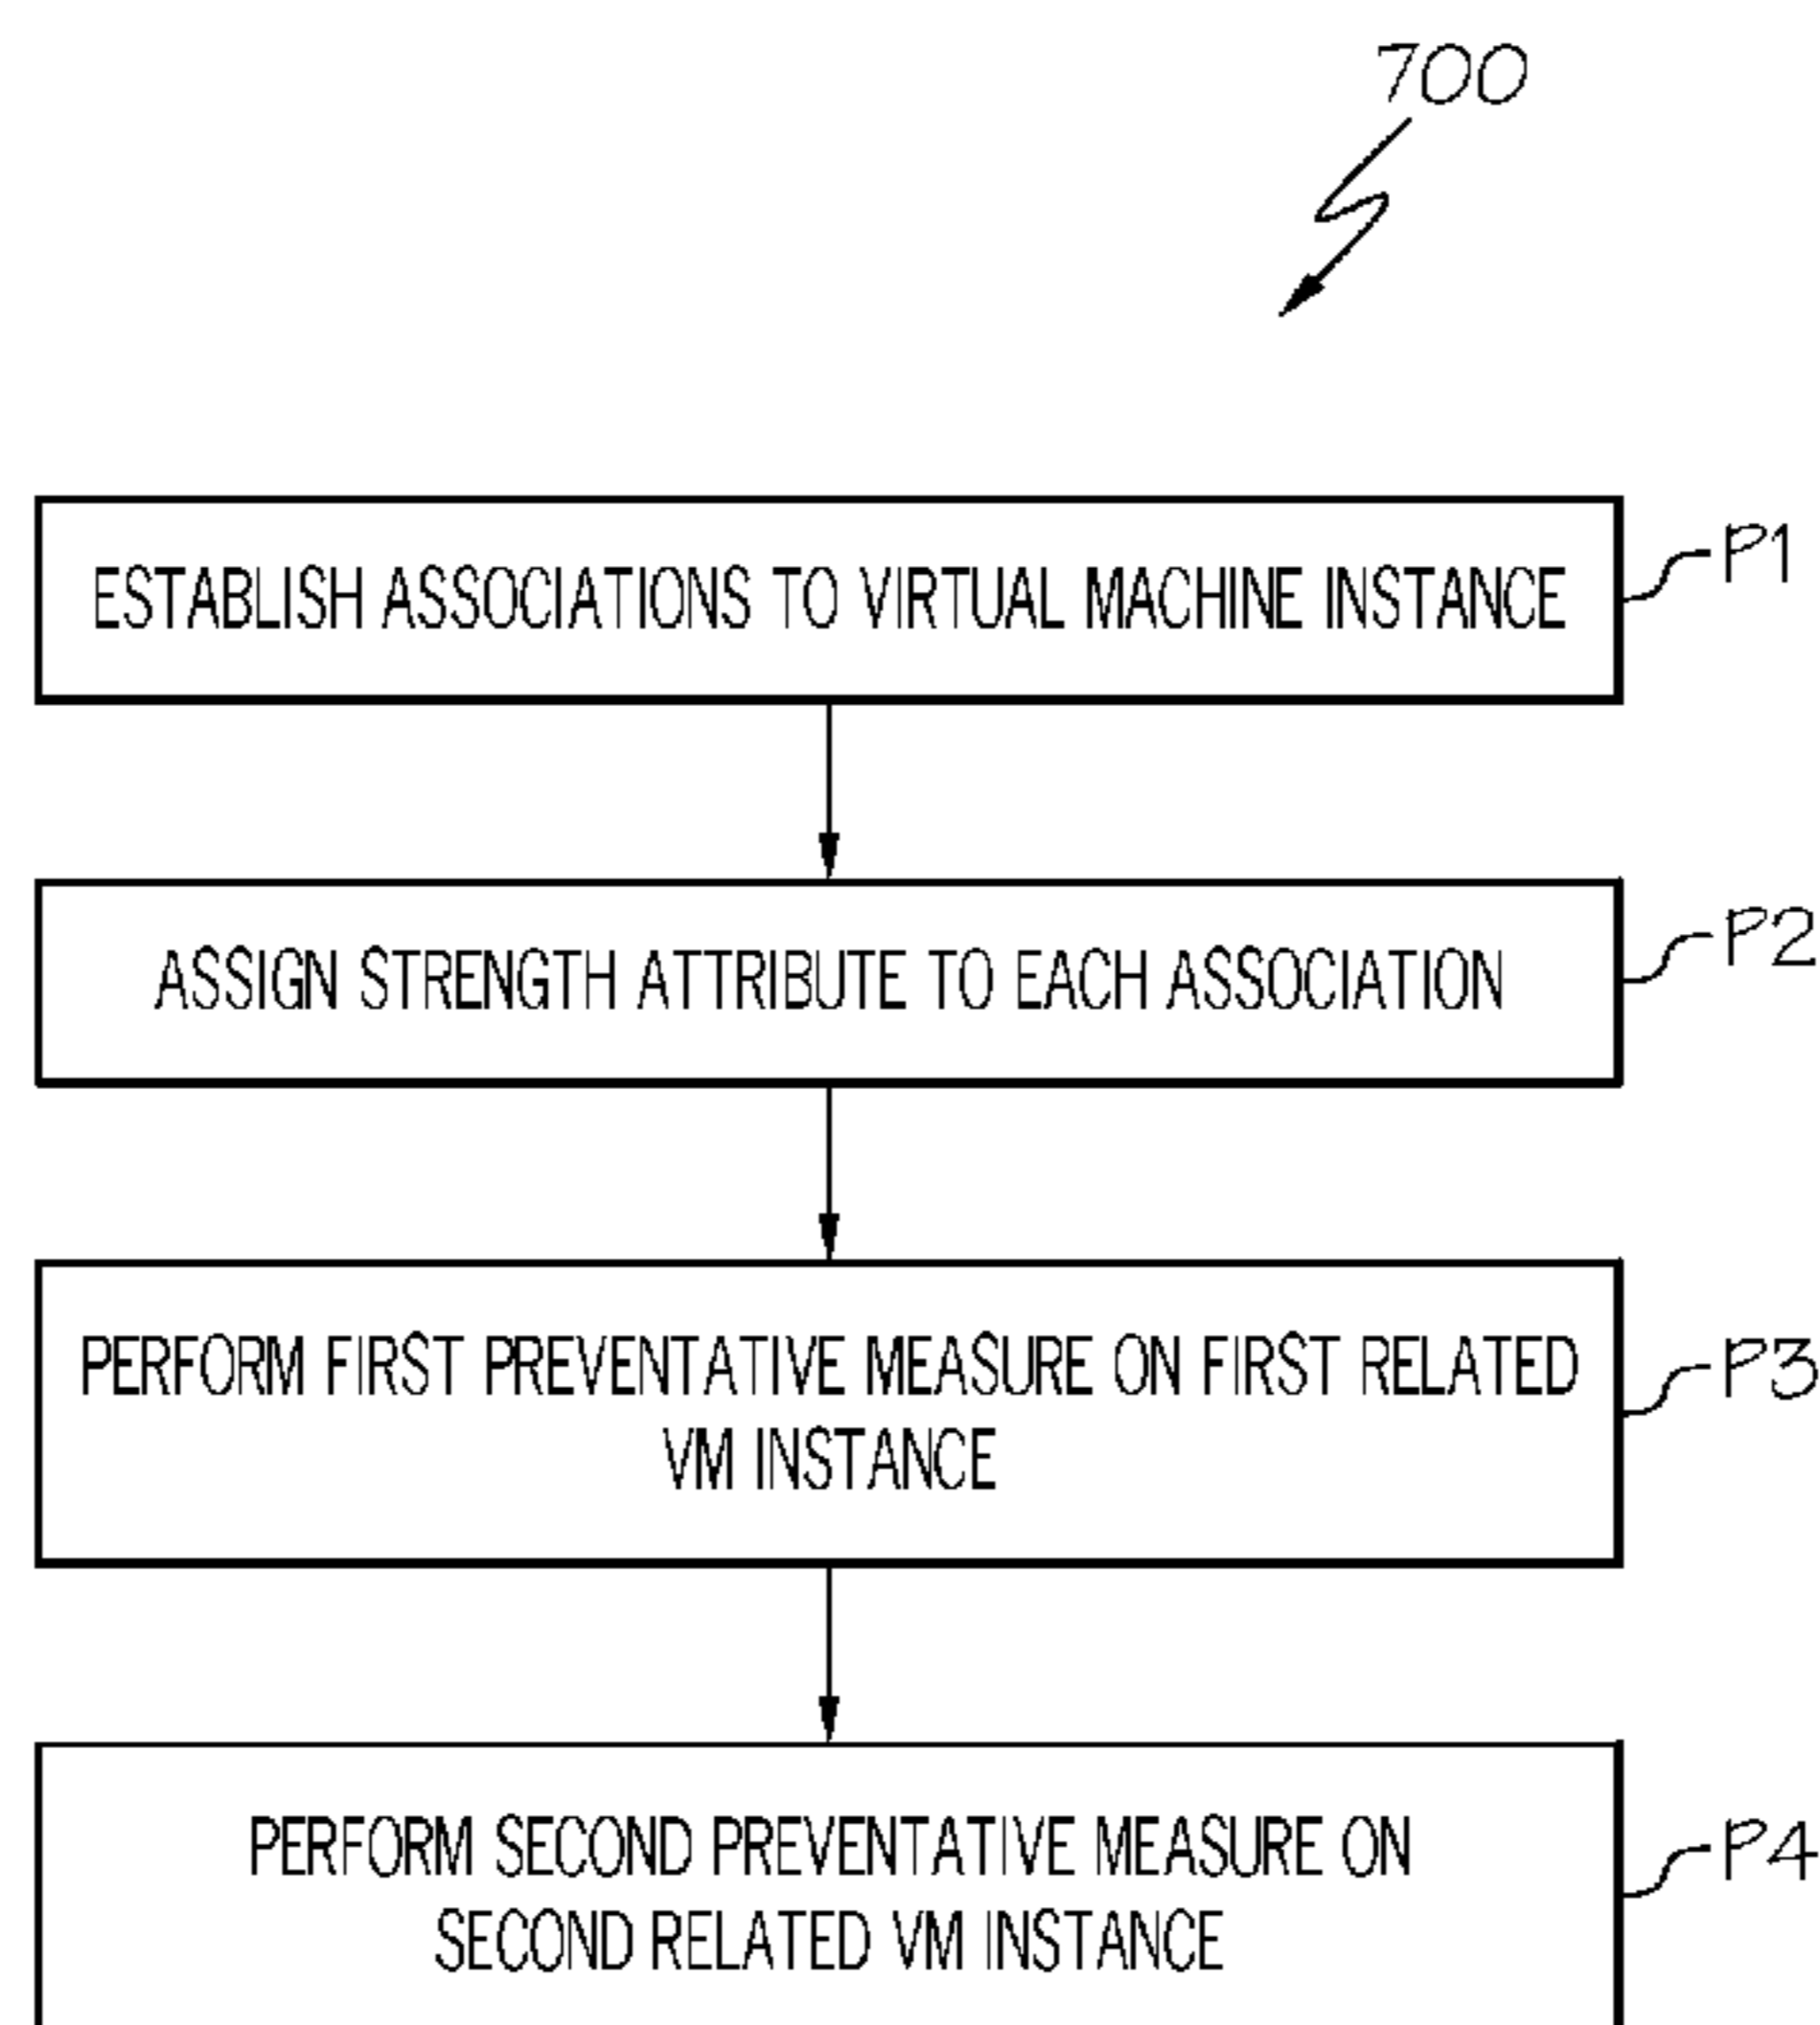 700
ESTABLISH ASSOCIATIONS TO VIRTUAL MACHINE INSTANCE
P1
ASSIGN STRENGTH ATTRIBUTE TO EACH ASSOCIATION
P2
PERFORM FIRST PREVENTATIVE MEASURE ON FIRST RELATED
VM INSTANCE
P3
PERFORM SECOND PREVENTATIVE MEASURE ON
SECOND RELATED VM INSTANCE
P4